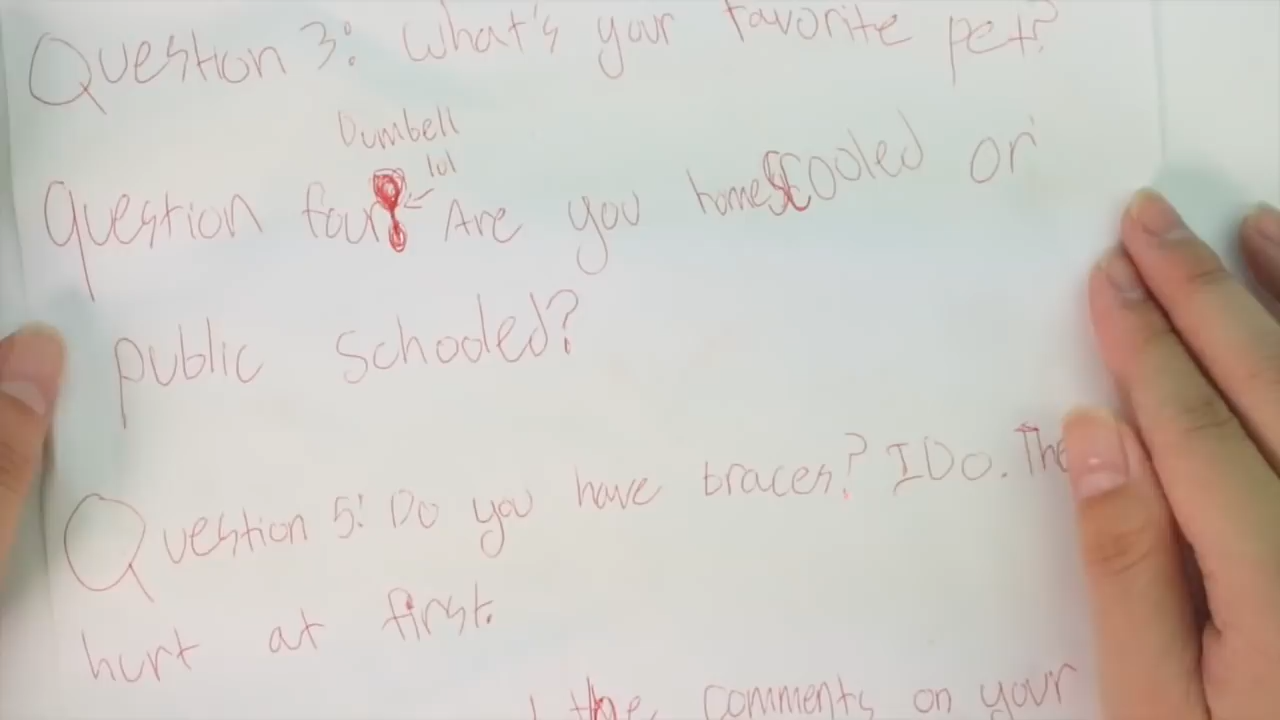 Question 3: What's your favorite pet?
Dumbell
lol
Question four: Are you homescooled or
public schooled?
Question 5: Do you have braces? I Do. The
hurt at first.
the comments on your